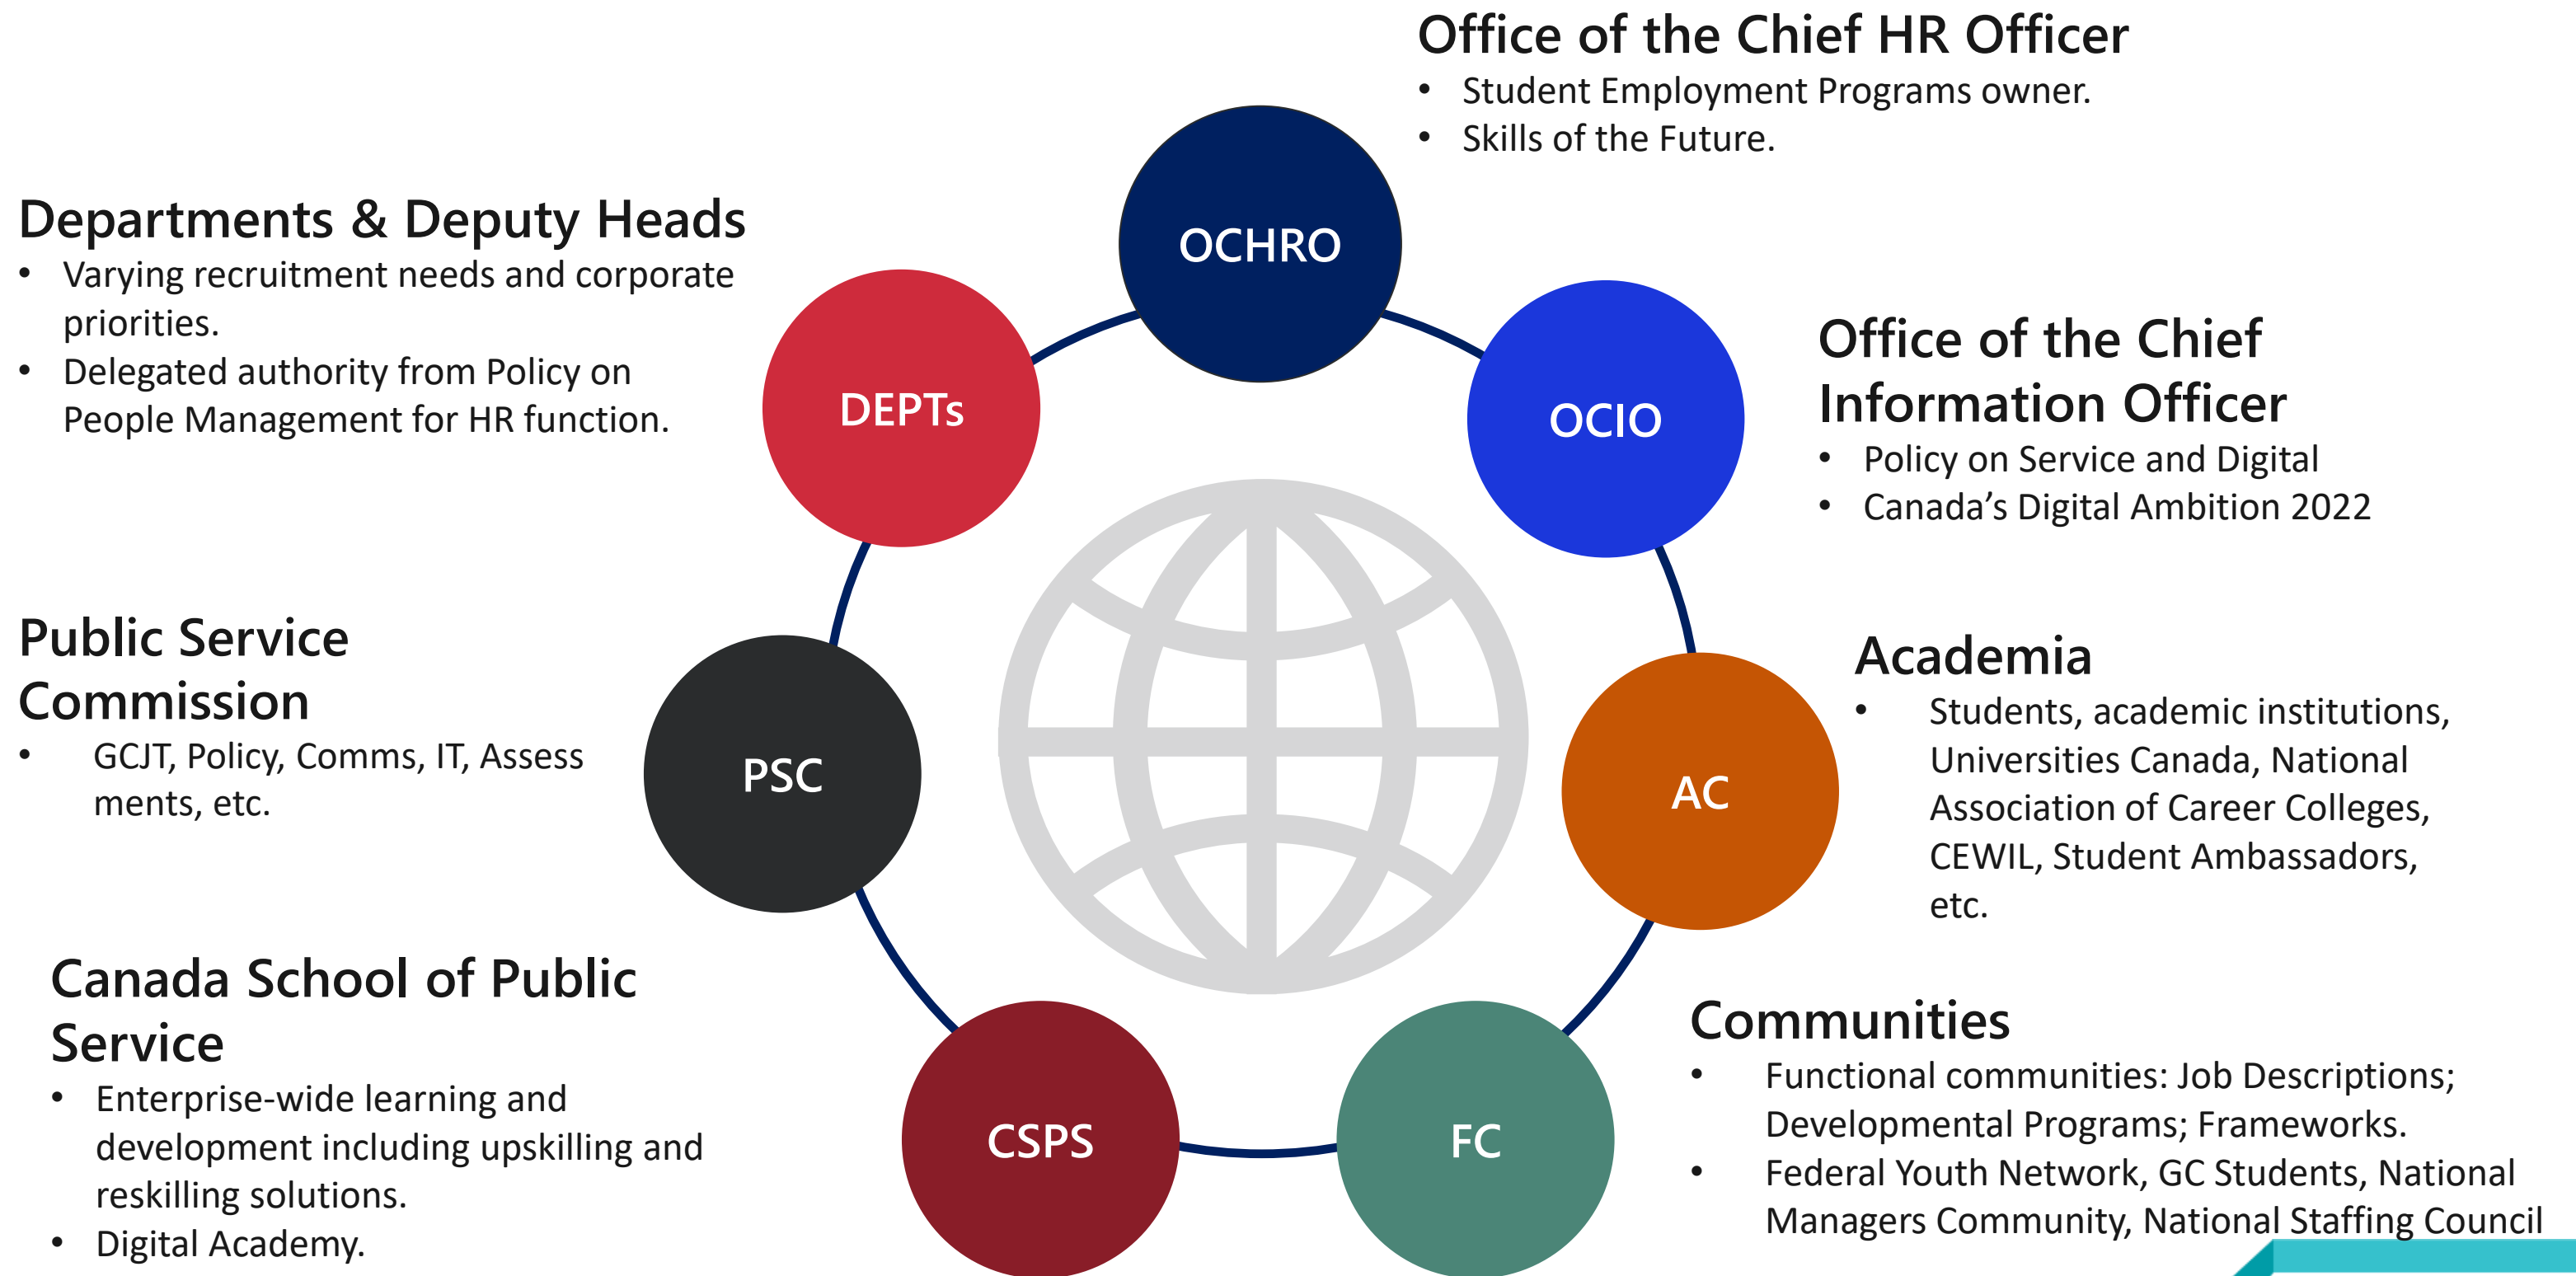 Office of the Chief HR Officer
• Student Employment Programs owner.
• Skills of the Future.
OCHRO
Departments & Deputy Heads
• Varying recruitment needs and corporate
priorities.
• Delegated authority from Policy on
People Management for HR function.
DEPTs
OCIO
Office of the Chief
Information Officer
• Policy on Service and Digital
• Canada’s Digital Ambition 2022
Public Service
Commission
• GCJT, Policy, Comms, IT, Assess
ments, etc.
PSC
AC
Academia
• Students, academic institutions,
Universities Canada, National
Association of Career Colleges,
CEWIL, Student Ambassadors,
etc.
Canada School of Public
Service
• Enterprise-wide learning and
development including upskilling and
reskilling solutions.
• Digital Academy.
CSPS
FC
Communities
• Functional communities: Job Descriptions;
Developmental Programs; Frameworks.
• Federal Youth Network, GC Students, National
Managers Community, National Staffing Council